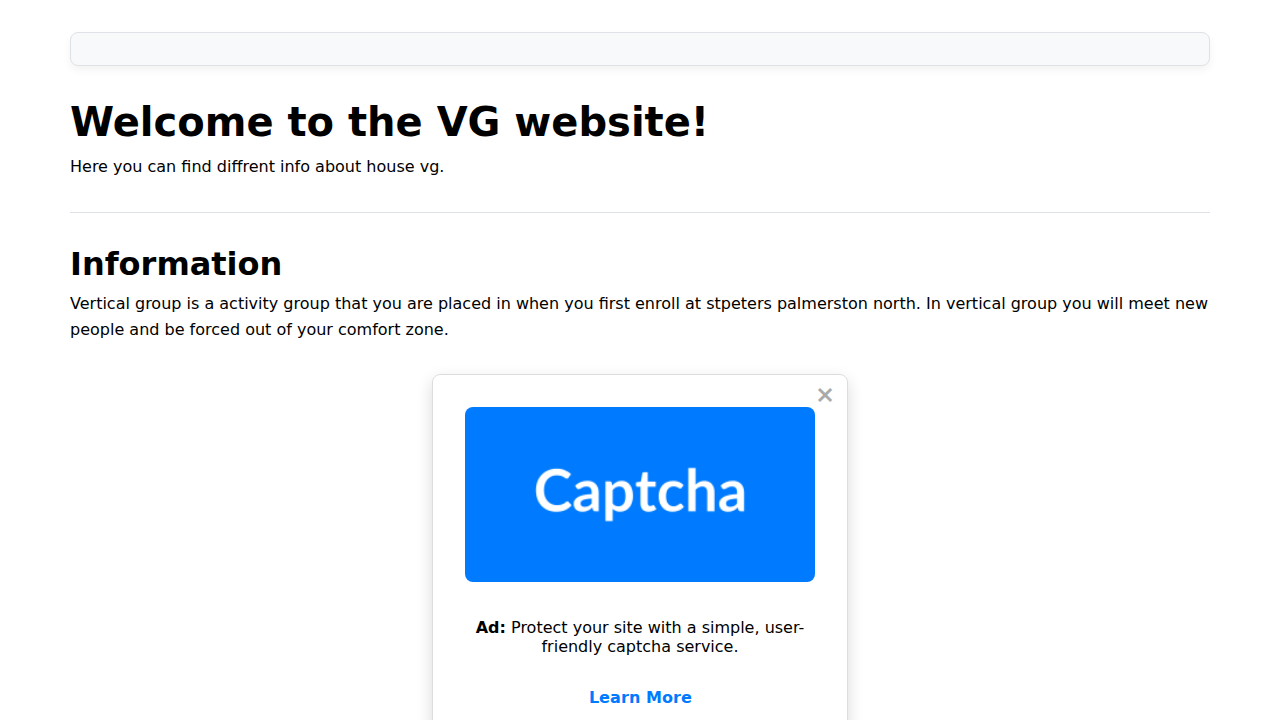 Welcome to the VG website!
Here you can find diffrent info about house vg.
Information
Vertical group is a activity group that you are placed in when you first enroll at stpeters palmerston north. In vertical group you will meet new
people and be forced out of your comfort zone.
×
Captcha
Ad: Protect your site with a simple, user-
friendly captcha service.
Learn More